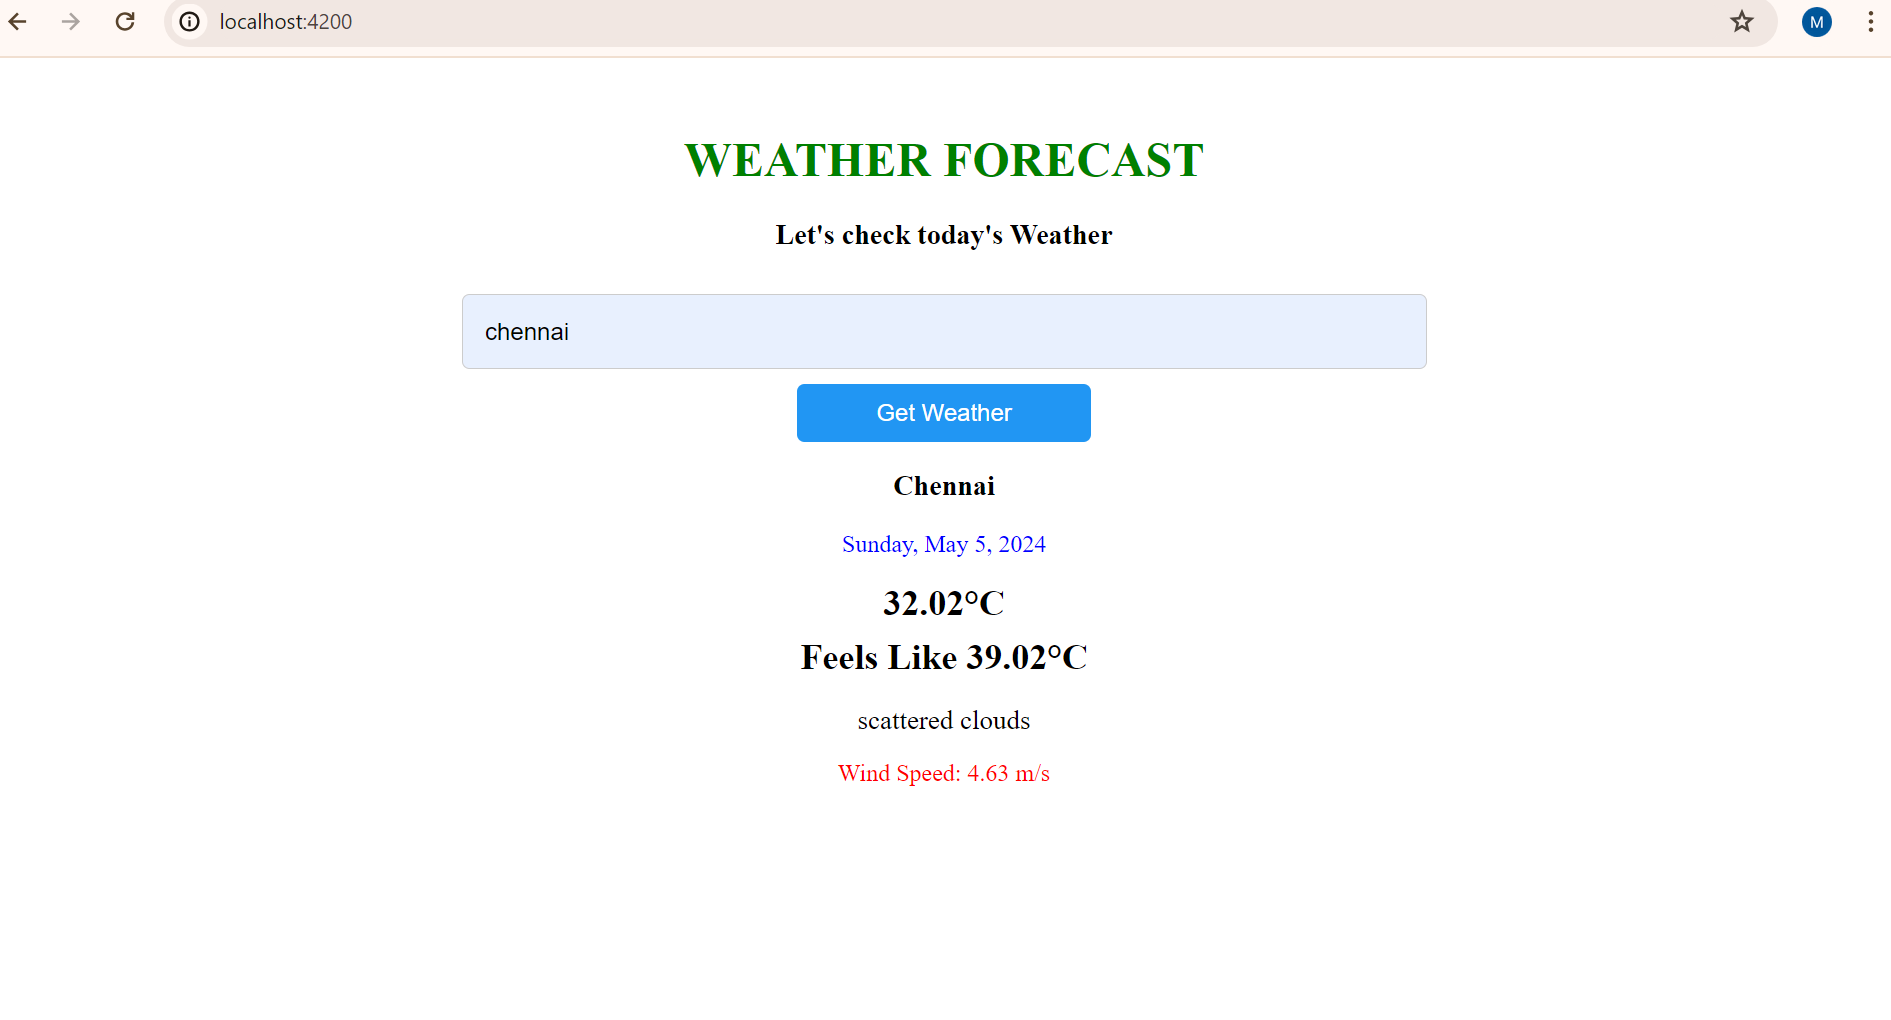 localhost:4200
M
WEATHER FORECAST
Let's check today's Weather
chennai
Get Weather
Chennai
Sunday, May 5, 2024
32.02°C
Feels Like 39.02°C
scattered clouds
Wind Speed: 4.63 m/s